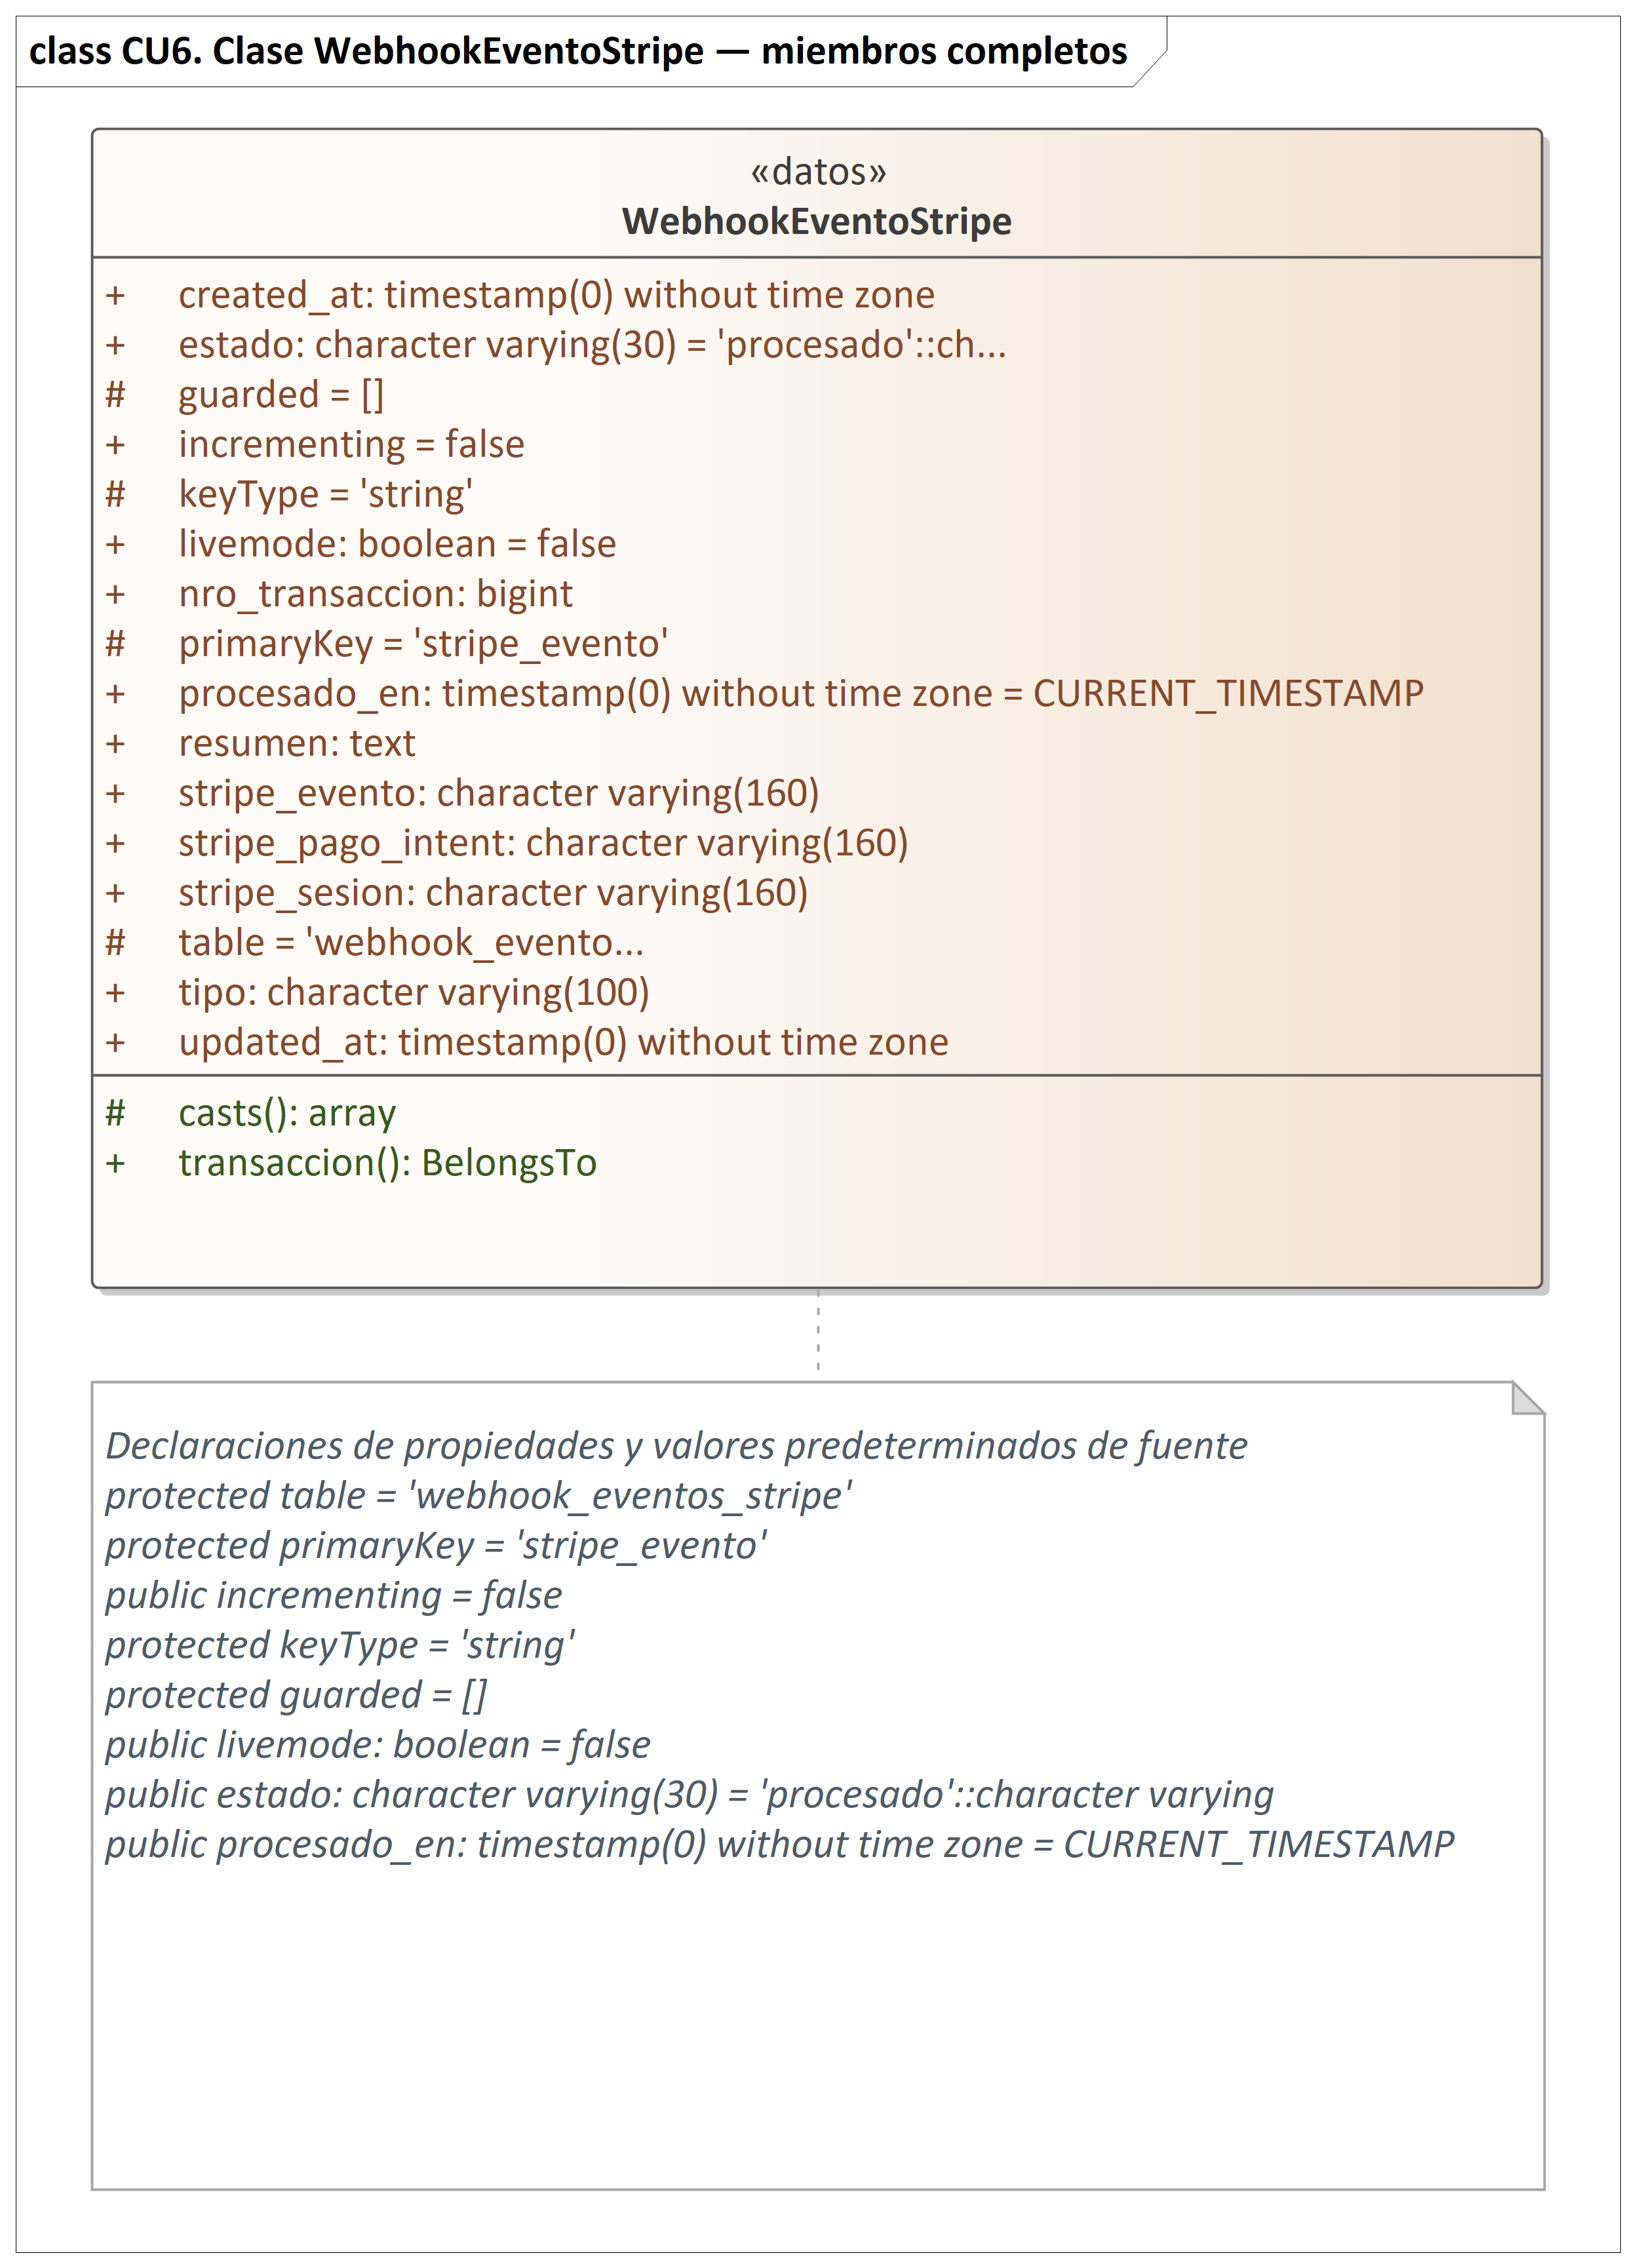 class CU6. Clase WebhookEventoStripe — miembros completos
«datos»
WebhookEventoStripe
+ created_at: timestamp(0) without time zone
+ estado: character varying(30) = 'procesado'::ch...
# guarded = []
+ incrementing = false
# keyType = 'string'
+ livemode: boolean = false
+ nro_transaccion: bigint
# primaryKey = 'stripe_evento'
+ procesado_en: timestamp(0) without time zone = CURRENT_TIMESTAMP
+ resumen: text
+ stripe_evento: character varying(160)
+ stripe_pago_intent: character varying(160)
+ stripe_sesion: character varying(160)
# table = 'webhook_evento...
+ tipo: character varying(100)
+ updated_at: timestamp(0) without time zone
# casts(): array
+ transaccion(): BelongsTo
Declaraciones de propiedades y valores predeterminados de fuente
protected table = 'webhook_eventos_stripe'
protected primaryKey = 'stripe_evento'
public incrementing = false
protected keyType = 'string'
protected guarded = []
public livemode: boolean = false
public estado: character varying(30) = 'procesado'::character varying
public procesado_en: timestamp(0) without time zone = CURRENT_TIMESTAMP